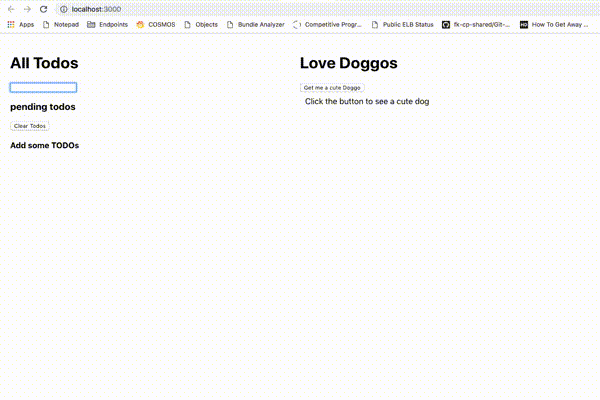 localhost:3000
Apps Notepad Endpoints COSMOS Objects Bundle Analyzer Competitive Progr... Public ELB Status fk-cp-shared/Git-... HO How To Get Away ...
All Todos
pending todos
Clear Todos
Add some TODOs
Love Doggos
Get me a cute Doggo
Click the button to see a cute dog